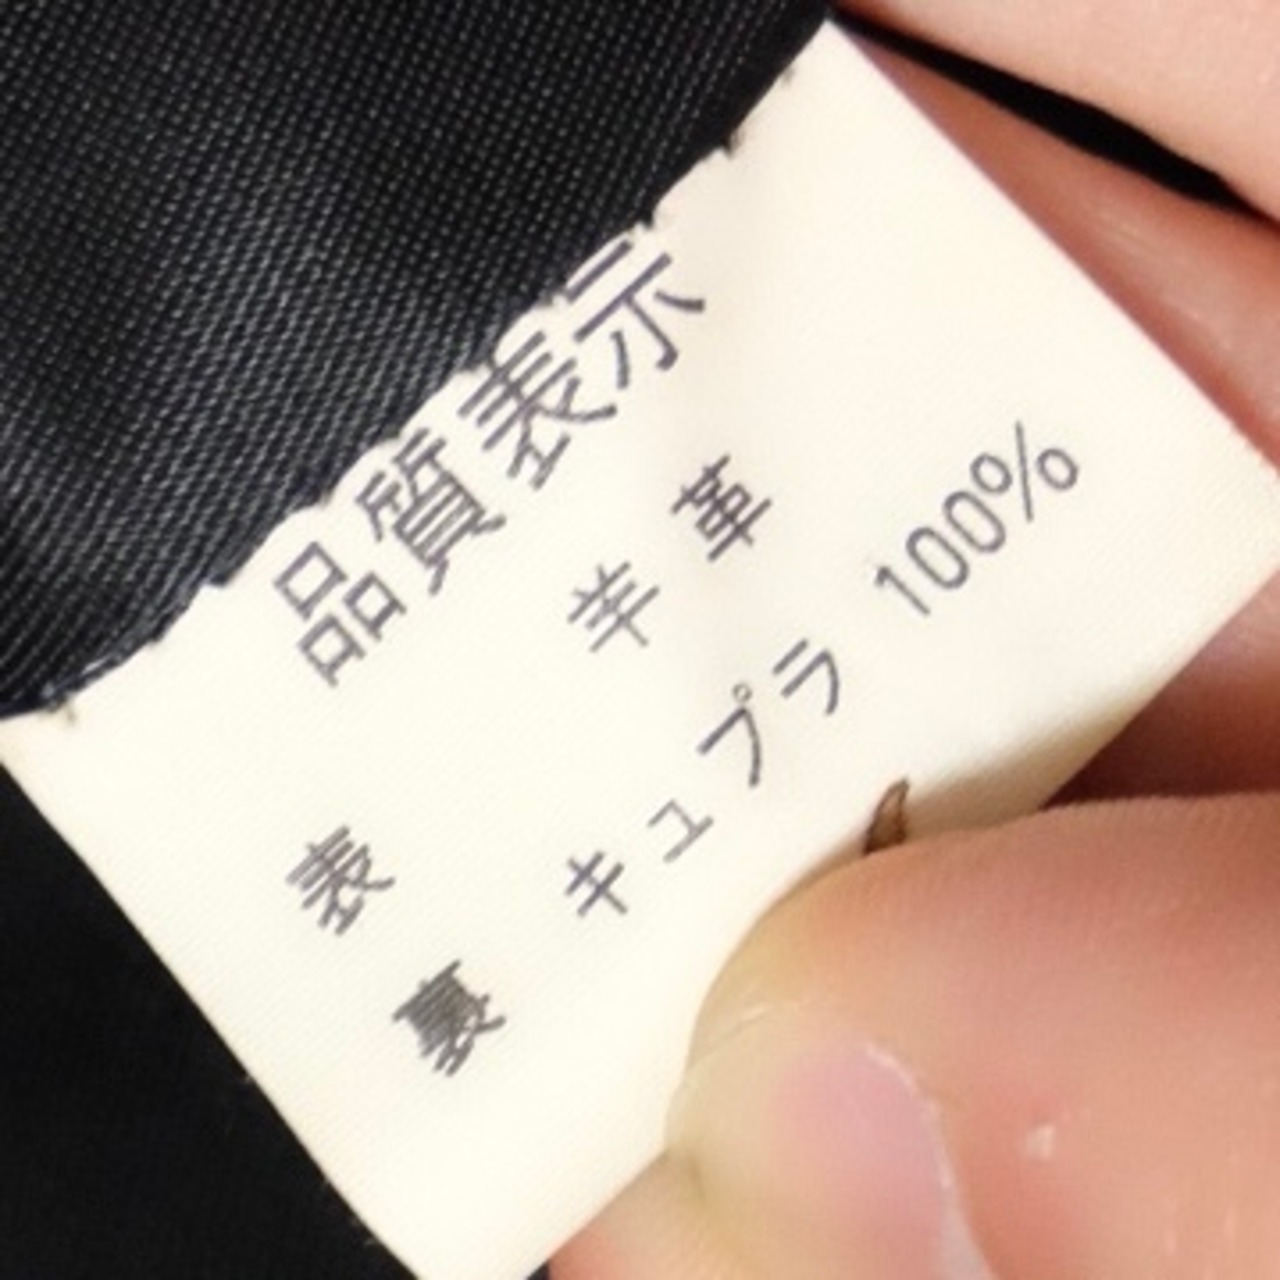 品質表示
表 羊革
裏 キュプラ 100%